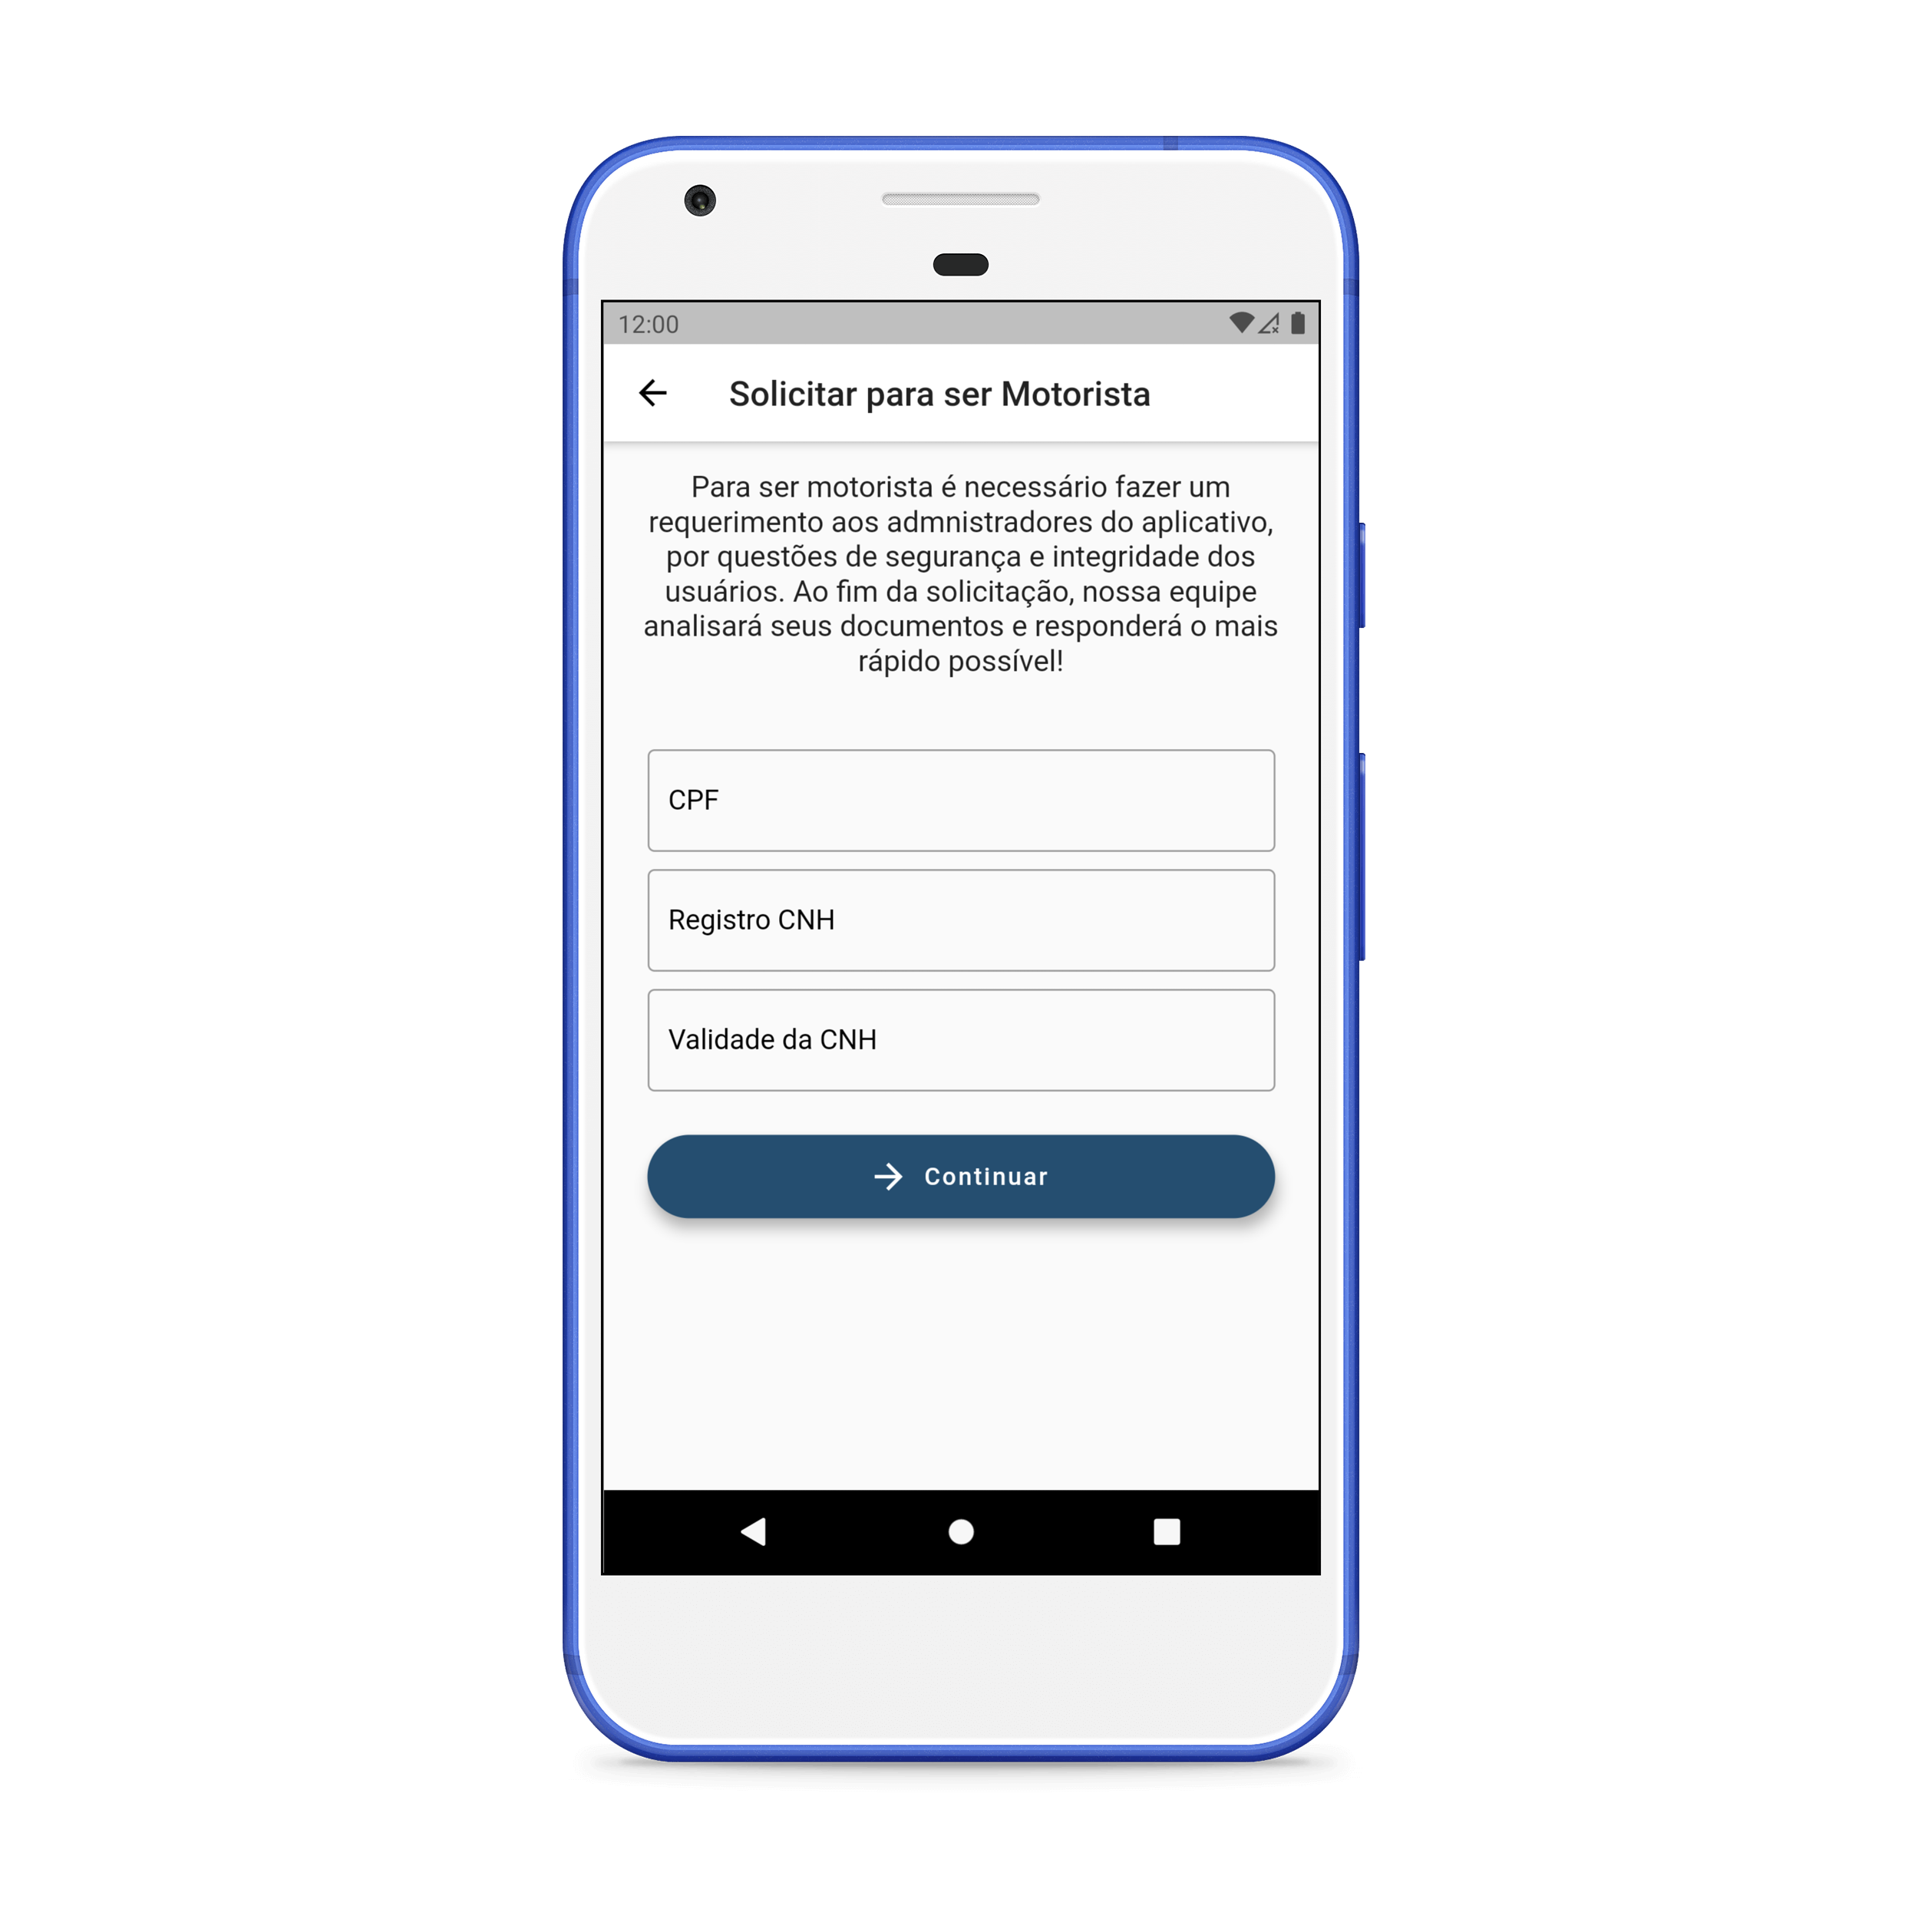 12:00
Solicitar para ser Motorista
Para ser motorista é necessário fazer um
requerimento aos admnistradores do aplicativo,
por questões de segurança e integridade dos
usuários. Ao fim da solicitação, nossa equipe
analisará seus documentos e responderá o mais
rápido possível!
CPF
Registro CNH
Validade da CNH
Continuar